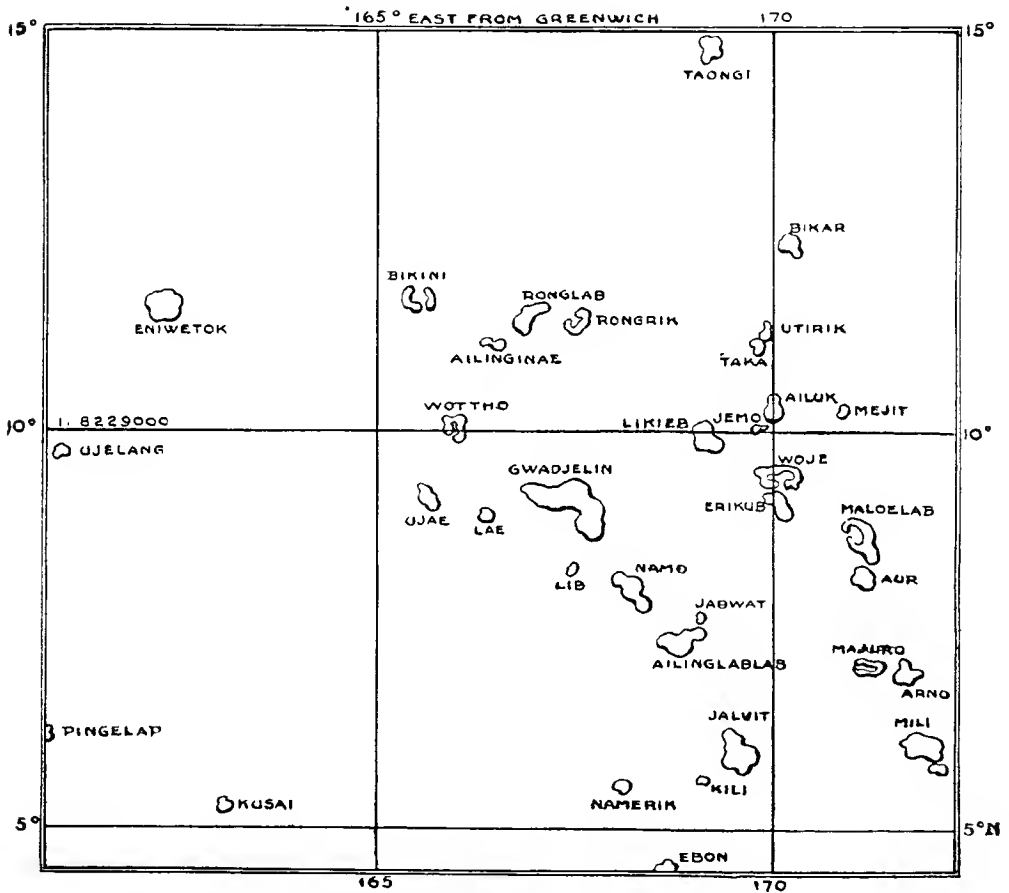 165° EAST FROM GREENWICH 170
15° 15°
TAONGI
BIKAR
BIKINI
RONGLAB
ENIWETOK
RONGRIK
UTIRIK
AILINGINAE
TAKA
WOTTHO
AILUK
MEJIT
LIKIEB
JEMO
1:8229000
10° 10°
UJELANG
WOJE
GWADJELIN
ERIKUB
MALOELAB
UJAE
LAE
LIB
NAMO
AUR
JABWAT
AILINGLABLAB
MAJURO
ARNO
JALUIT
MILI
PINGELAP
KILI
NAMERIK
KUSAI
5° 5°N
EBON
165 170